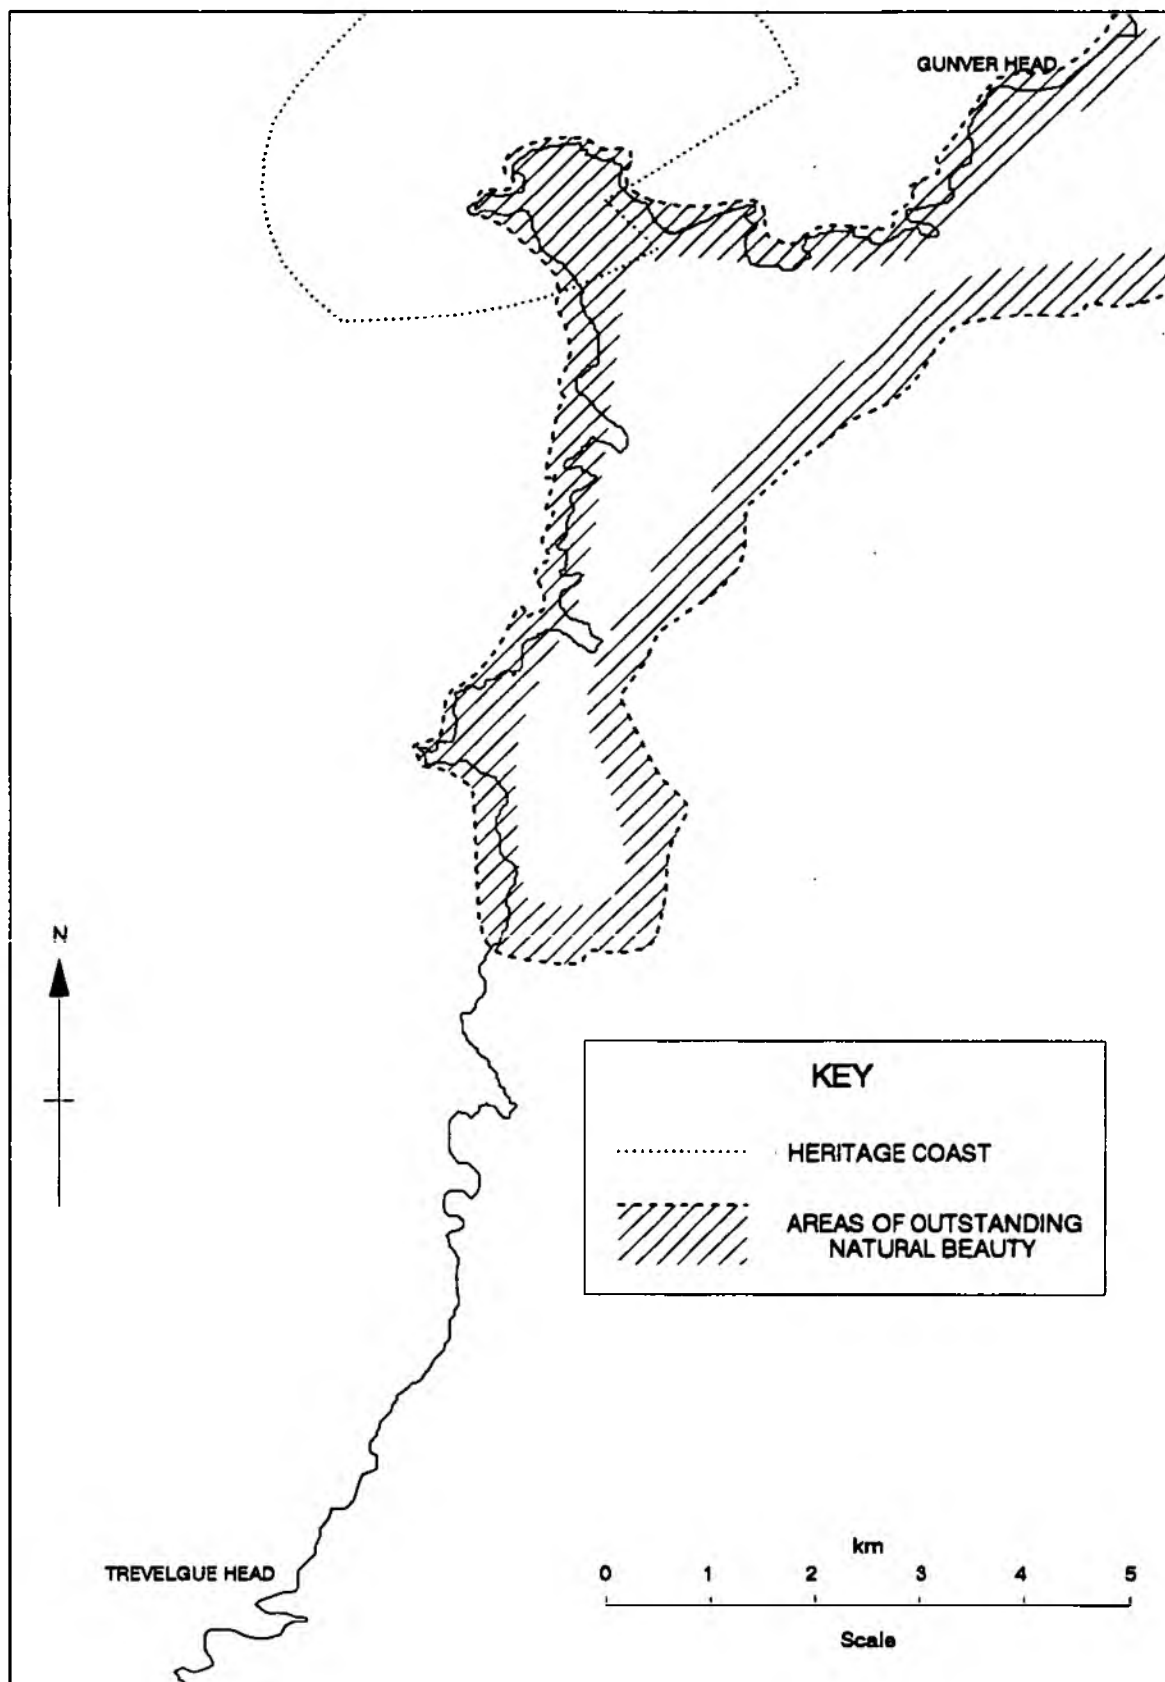 GUNVER HEAD
N
KEY
HERITAGE COAST
AREAS OF OUTSTANDING
NATURAL BEAUTY
TREVELGUE HEAD
km
0 1 2 3 4 5
Scale